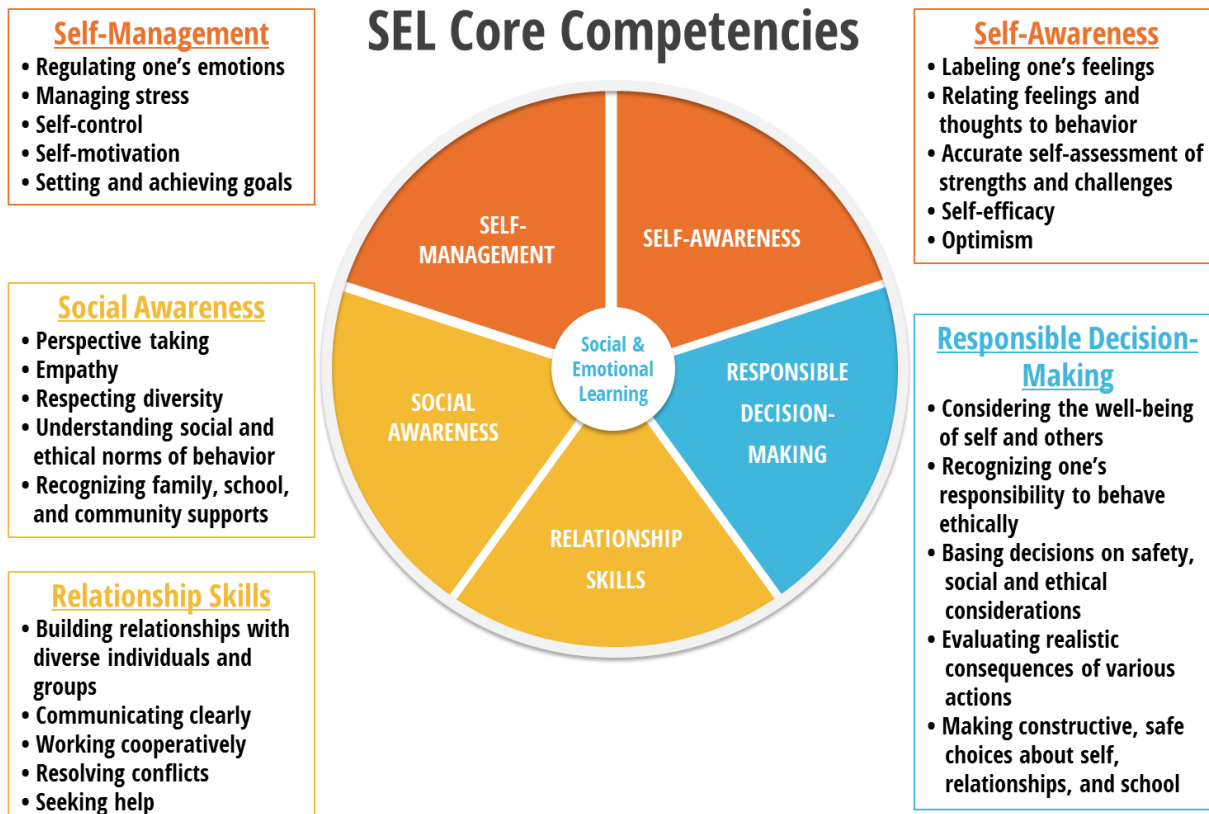 SEL Core Competencies
Self-Management
• Regulating one's emotions
• Managing stress
• Self-control
• Self-motivation
• Setting and achieving goals
Social Awareness
• Perspective taking
• Empathy
• Respecting diversity
• Understanding social and
ethical norms of behavior
• Recognizing family, school,
and community supports
Relationship Skills
• Building relationships with
diverse individuals and
groups
• Communicating clearly
• Working cooperatively
• Resolving conflicts
• Seeking help
SELF-
MANAGEMENT
SELF-AWARENESS
Social &
Emotional
Learning
SOCIAL
AWARENESS
RESPONSIBLE
DECISION-
MAKING
RELATIONSHIP
SKILLS
Self-Awareness
• Labeling one's feelings
• Relating feelings and
thoughts to behavior
• Accurate self-assessment of
strengths and challenges
• Self-efficacy
• Optimism
Responsible Decision-
Making
• Considering the well-being
of self and others
• Recognizing one's
responsibility to behave
ethically
• Basing decisions on safety,
social and ethical
considerations
• Evaluating realistic
consequences of various
actions
• Making constructive, safe
choices about self,
relationships, and school